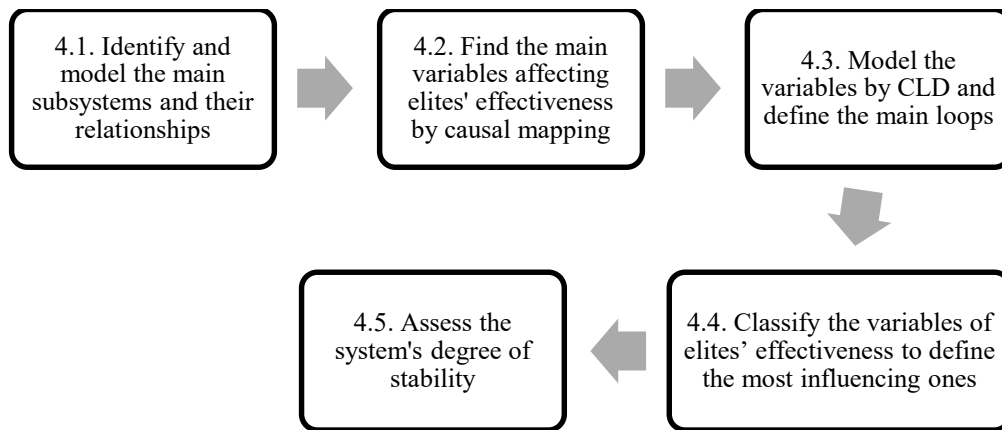 4.1. Identify and
model the main
subsystems and their
relationships
4.2. Find the main
variables affecting
elites' effectiveness
by causal mapping
4.3. Model the
variables by CLD and
define the main loops
4.4. Classify the variables of
elites’ effectiveness to define
the most influencing ones
4.5. Assess the
system's degree of
stability